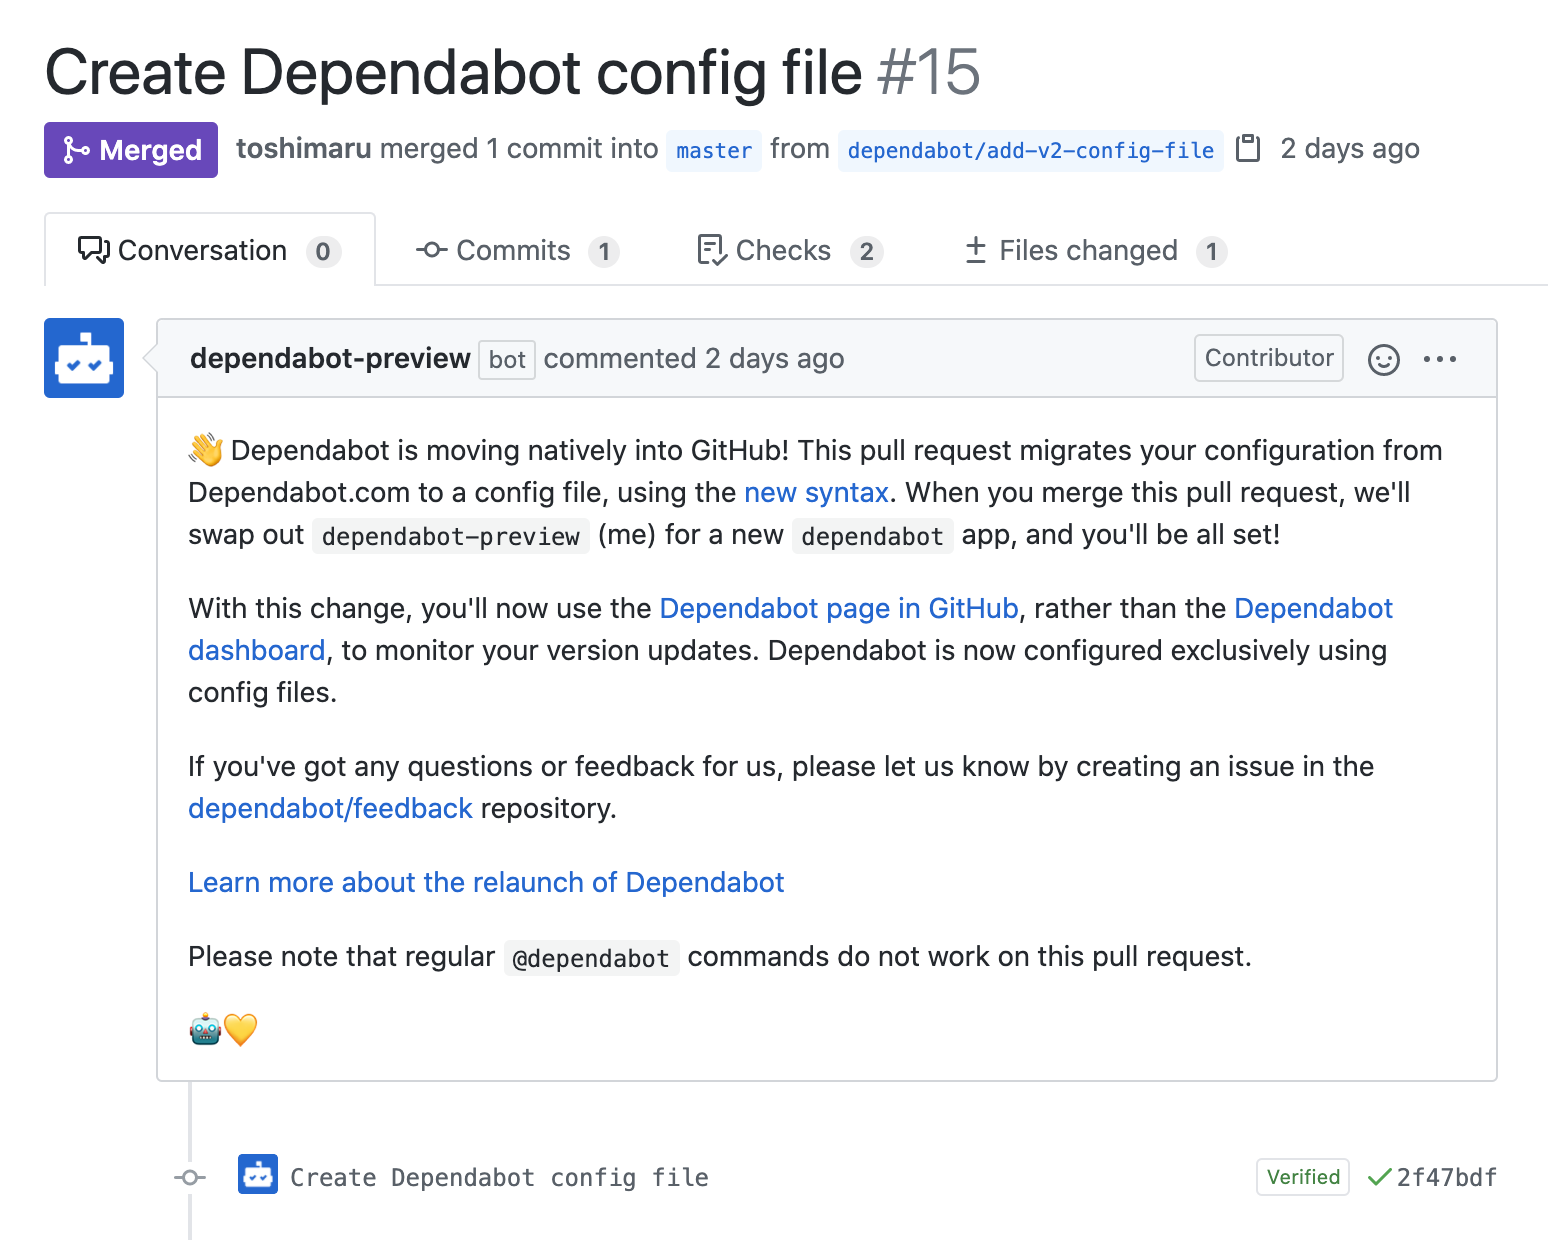 Create Dependabot config file #15
Merged toshimaru merged 1 commit into master from dependabot/add-v2-config-file 2 days ago
Conversation 0 Commits 1 Checks 2 Files changed 1
dependabot-preview bot commented 2 days ago Contributor
👋 Dependabot is moving natively into GitHub! This pull request migrates your configuration from
Dependabot.com to a config file, using the new syntax. When you merge this pull request, we'll
swap out dependabot-preview (me) for a new dependabot app, and you'll be all set!
With this change, you'll now use the Dependabot page in GitHub, rather than the Dependabot
dashboard, to monitor your version updates. Dependabot is now configured exclusively using
config files.
If you've got any questions or feedback for us, please let us know by creating an issue in the
dependabot/feedback repository.
Learn more about the relaunch of Dependabot
Please note that regular @dependabot commands do not work on this pull request.
🤖💛
Create Dependabot config file Verified 2f47bdf